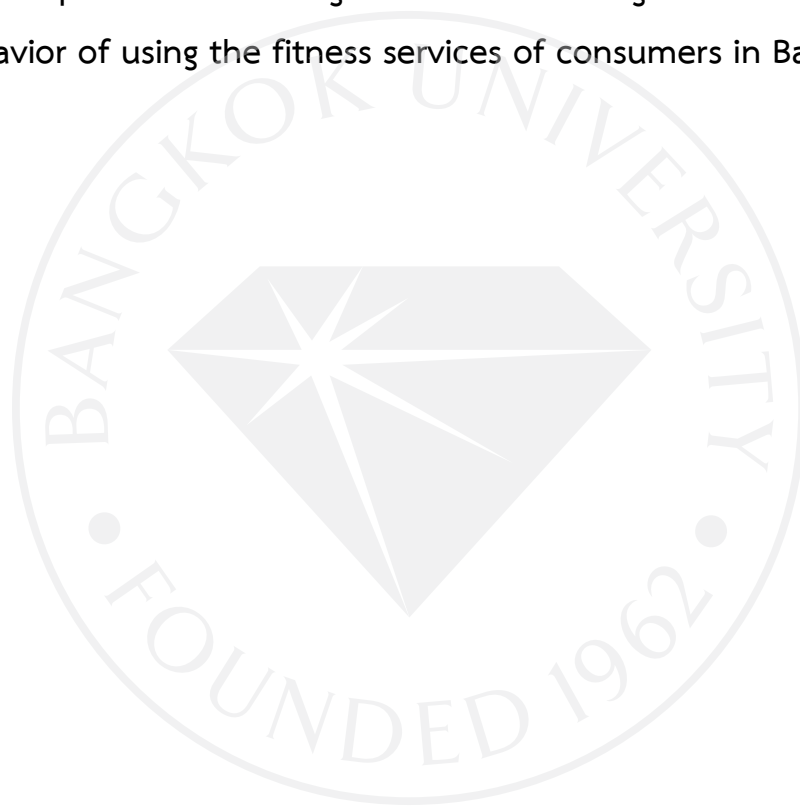 avior of using the fitness services of consumers in Ba
BANGKOK UNIVERSITY
FOUNDED 1962